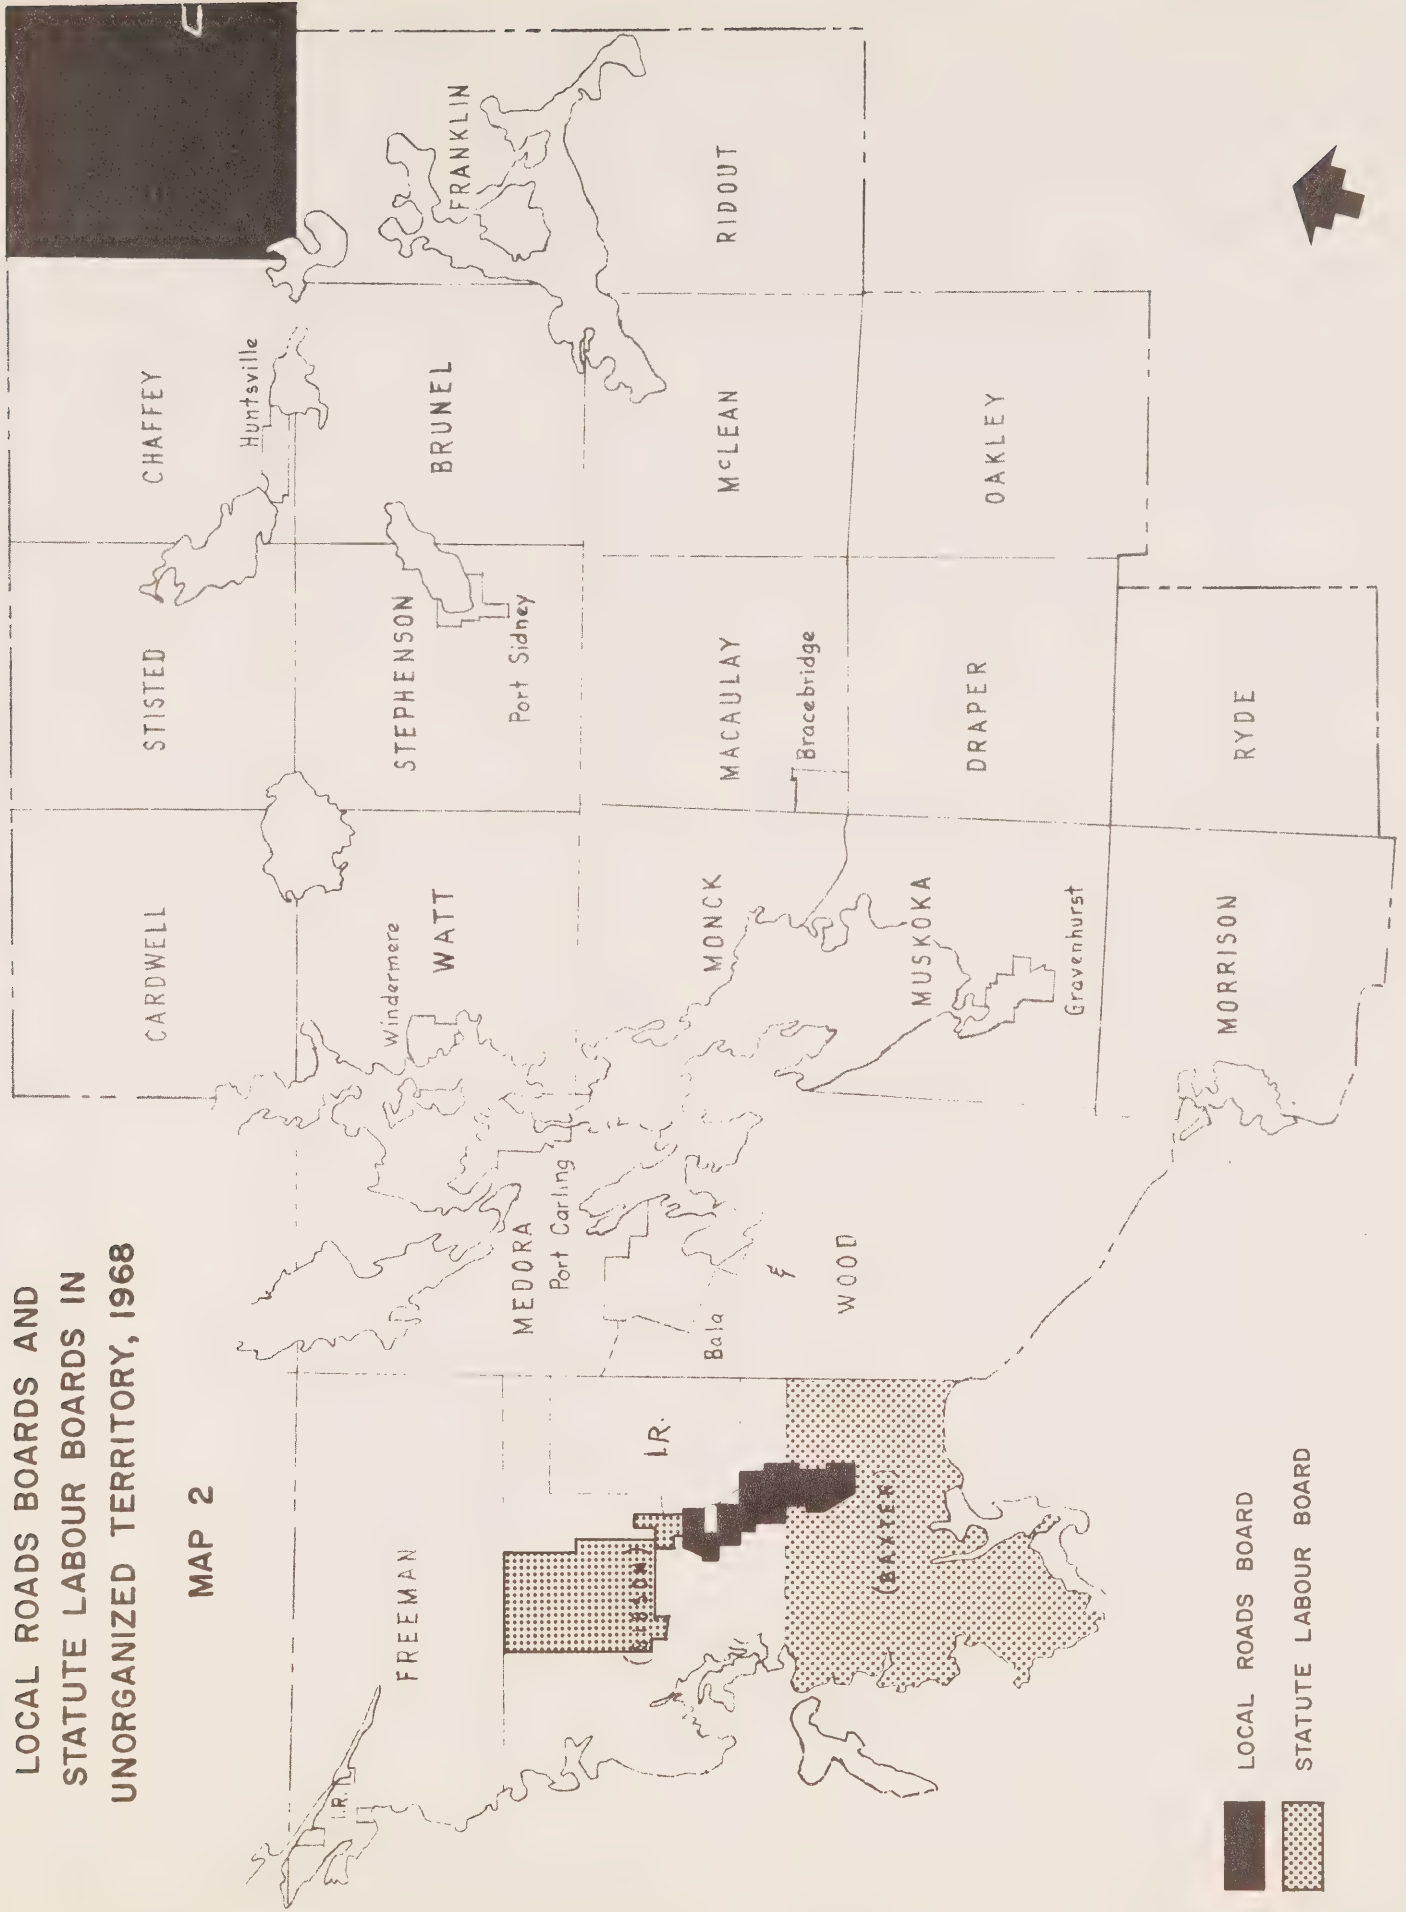 LOCAL ROADS BOARDS AND
STATUTE LABOUR BOARDS IN
UNORGANIZED TERRITORY, 1968
MAP 2
CARDWELL
STISTED
CHAFFEY
Huntsville
I.R.
FREEMAN
Windermere
WATT
STEPHENSON
BRUNEL
FRANKLIN
Port Sidney
MEDORA
Port Carling
&
WOOD
Bala
I.R.
(GIBSON)
(BAXTER)
MONCK
MACAULAY
McLEAN
RIDOUT
Bracebridge
MUSKOKA
Gravenhurst
DRAPER
OAKLEY
MORRISON
RYDE
LOCAL ROADS BOARD
STATUTE LABOUR BOARD